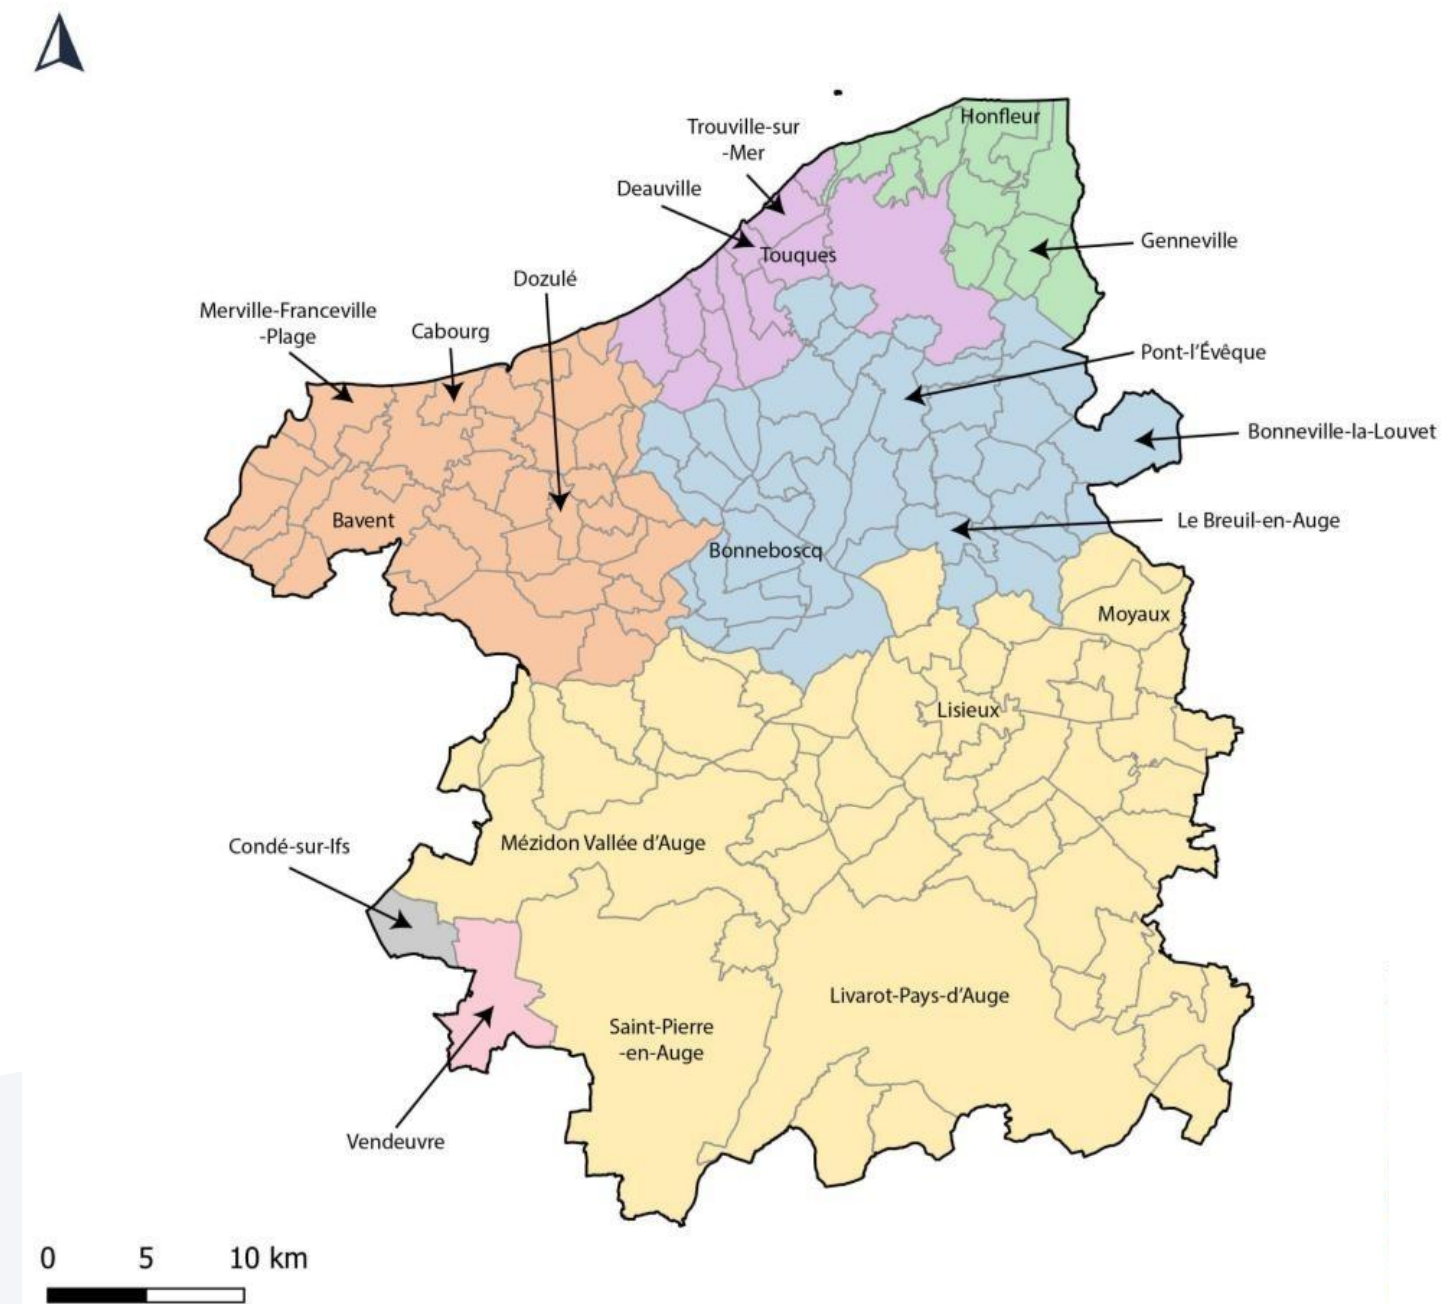 Honfleur
Trouville-sur
-Mer
Deauville
Genneville
Touques
Dozulé
Merville-Franceville
-Plage
Cabourg
Pont-l'Évêque
Bonneville-la-Louvet
Bavent
Le Breuil-en-Auge
Bonneboscq
Moyaux
Lisieux
Condé-sur-Ifs
Mézidon Vallée d'Auge
Livarot-Pays-d'Auge
Saint-Pierre
-en-Auge
Vendeuvre
0 5 10 km